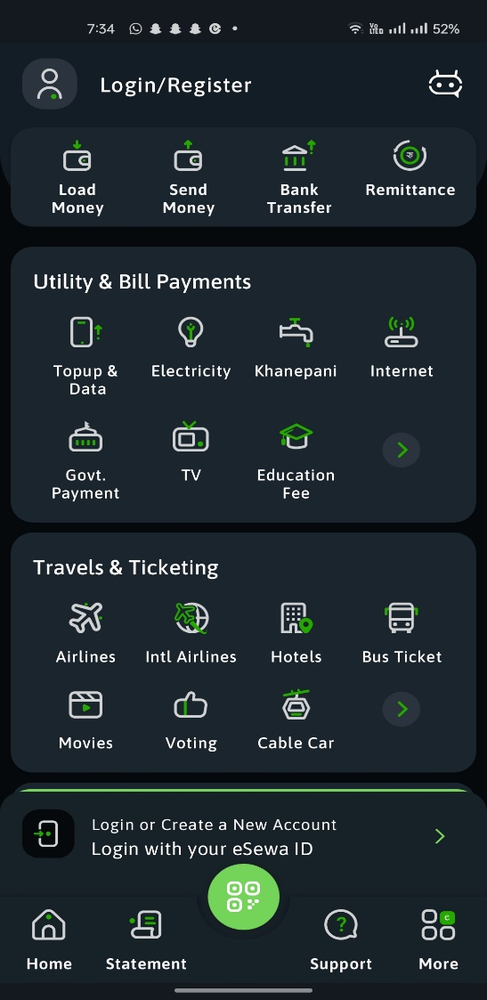 7:34
Vo
LTE
52%
Login/Register
Load
Money
Send
Money
Bank
Transfer
Remittance
रु
Utility & Bill Payments
Topup &
Data
Electricity
Khanepani
Internet
Govt.
Payment
TV
Education
Fee
Travels & Ticketing
Airlines
Intl Airlines
Hotels
Bus Ticket
Movies
Voting
Cable Car
Login or Create a New Account
Login with your eSewa ID
Home
Statement
Support
e
More